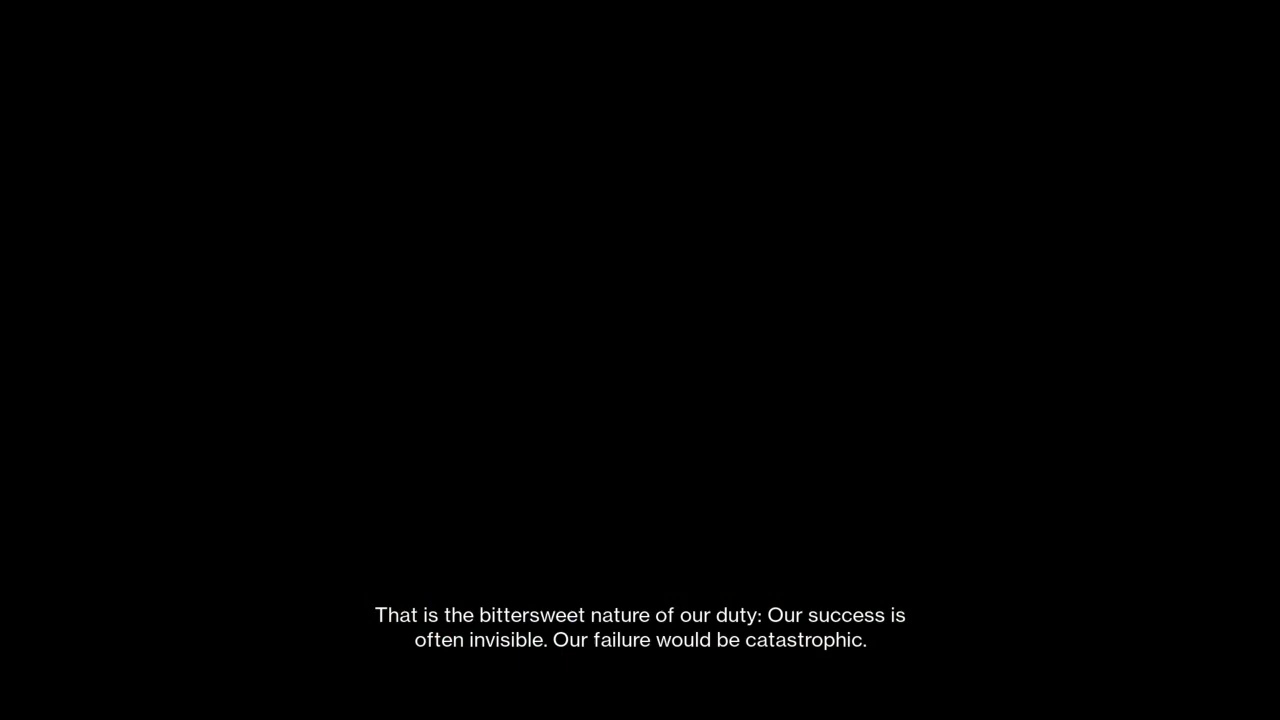 That is the bittersweet nature of our duty: Our success is
often invisible. Our failure would be catastrophic.